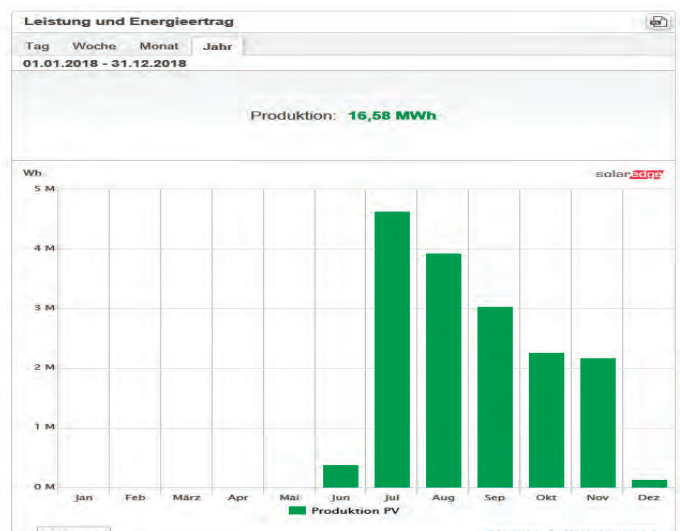 Leistung und Energieertrag
Tag Woche Monat Jahr
01.01.2018 - 31.12.2018
Produktion: 16,58 MWh
Wh
solaredge
5 M
4 M
3 M
2 M
1 M
0 M
Jan Feb März Apr Mai Jun Jul Aug Sep Okt Nov Dez
Produktion PV